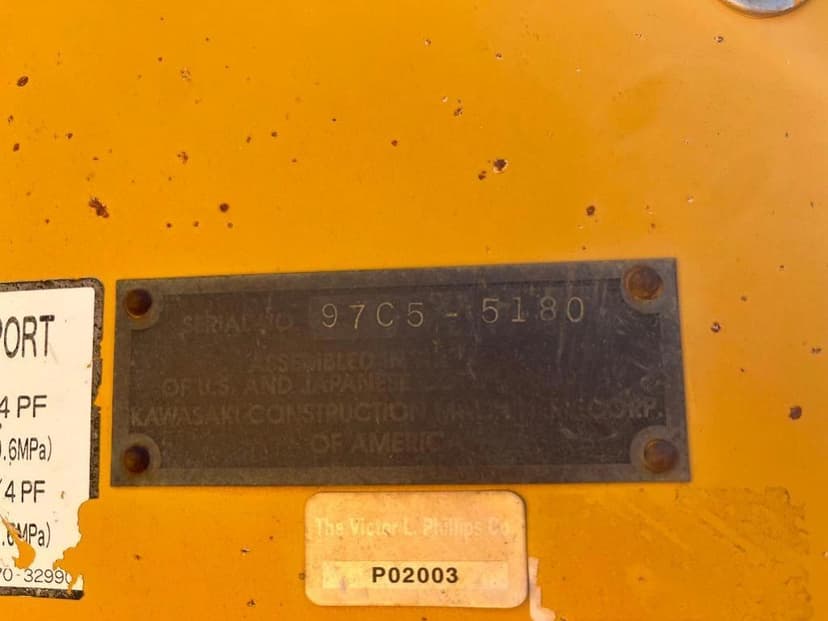 PORT
4 PF
.6MPa)
4 PF
.6MPa)
70-3299
SERIAL NO. 97C5-5180
ASSEMBLED IN
OF U.S. AND JAPANESE
KAWASAKI CONSTRUCTION CORP.
OF AMERICA
The Victor L. Phillips Co.
P02003